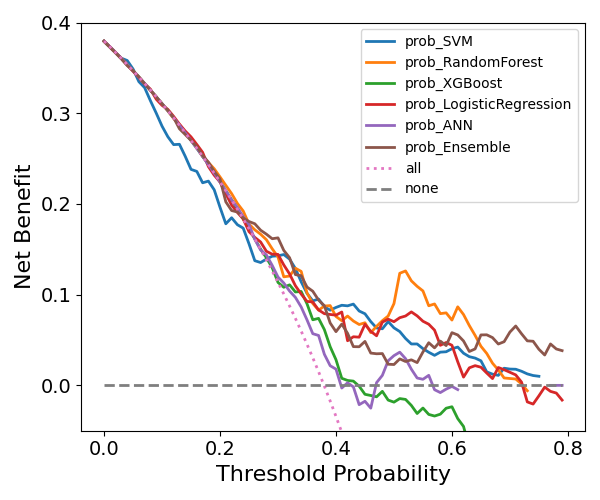 0.4
0.3
0.2
0.1
0.0
Net Benefit
prob_SVM
prob_RandomForest
prob_XGBoost
prob_LogisticRegression
prob_ANN
prob_Ensemble
all
none
0.0 0.2 0.4 0.6 0.8
Threshold Probability